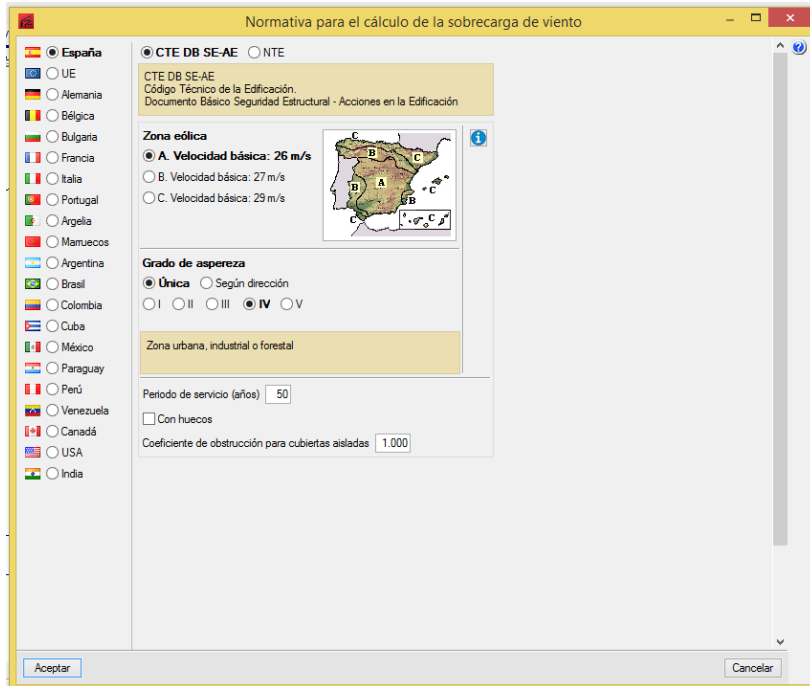 Normativa para el cálculo de la sobrecarga de viento
España
UE
Alemania
Bélgica
Bulgaria
Francia
Italia
Portugal
Argelia
Marruecos
Argentina
Brasil
Colombia
Cuba
México
Paraguay
Perú
Venezuela
Canadá
USA
India
CTE DB SE-AE NTE
CTE DB SE-AE
Código Técnico de la Edificación.
Documento Básico Seguridad Estructural - Acciones en la Edificación
Zona eólica
A. Velocidad básica: 26 m/s
B. Velocidad básica: 27 m/s
C. Velocidad básica: 29 m/s
C
B
C
B
A
C
B
C
C
Grado de aspereza
Única Según dirección
I II III IV V
Zona urbana, industrial o forestal
Periodo de servicio (años) 50
Con huecos
Coeficiente de obstrucción para cubiertas aisladas 1.000
Aceptar Cancelar